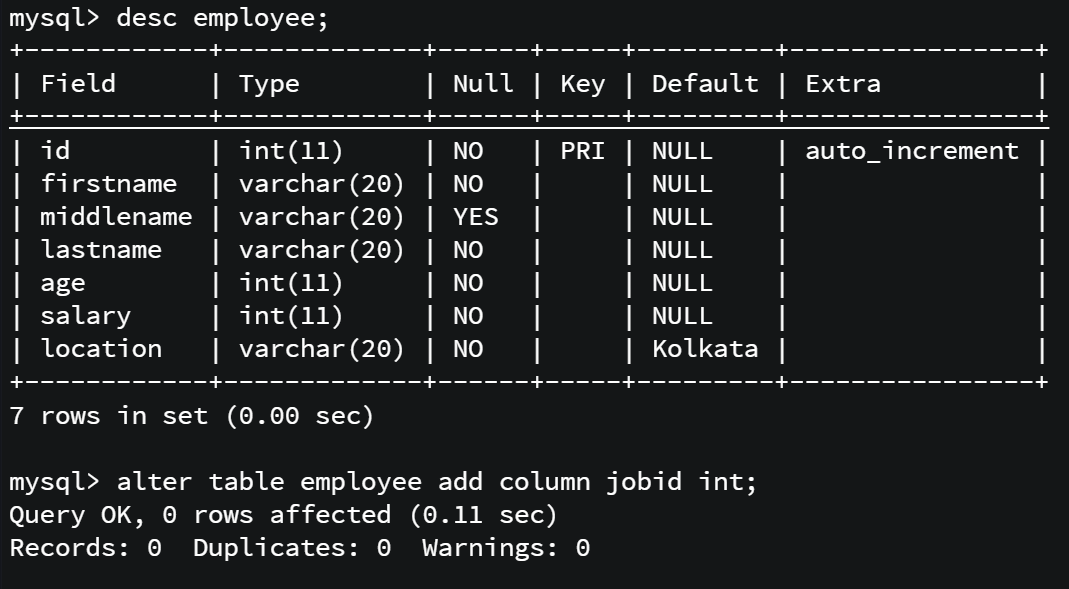 mysql> desc employee;
+------------+-------------+------+-----+---------+----------------+
| Field      | Type        | Null | Key | Default | Extra          |
+------------+-------------+------+-----+---------+----------------+
| id         | int(11)     | NO   | PRI | NULL    | auto_increment |
| firstname  | varchar(20) | NO   |     | NULL    |                |
| middlename | varchar(20) | YES  |     | NULL    |                |
| lastname   | varchar(20) | NO   |     | NULL    |                |
| age        | int(11)     | NO   |     | NULL    |                |
| salary     | int(11)     | NO   |     | NULL    |                |
| location   | varchar(20) | NO   |     | Kolkata |                |
+------------+-------------+------+-----+---------+----------------+
7 rows in set (0.00 sec)

mysql> alter table employee add column jobid int;
Query OK, 0 rows affected (0.11 sec)
Records: 0  Duplicates: 0  Warnings: 0